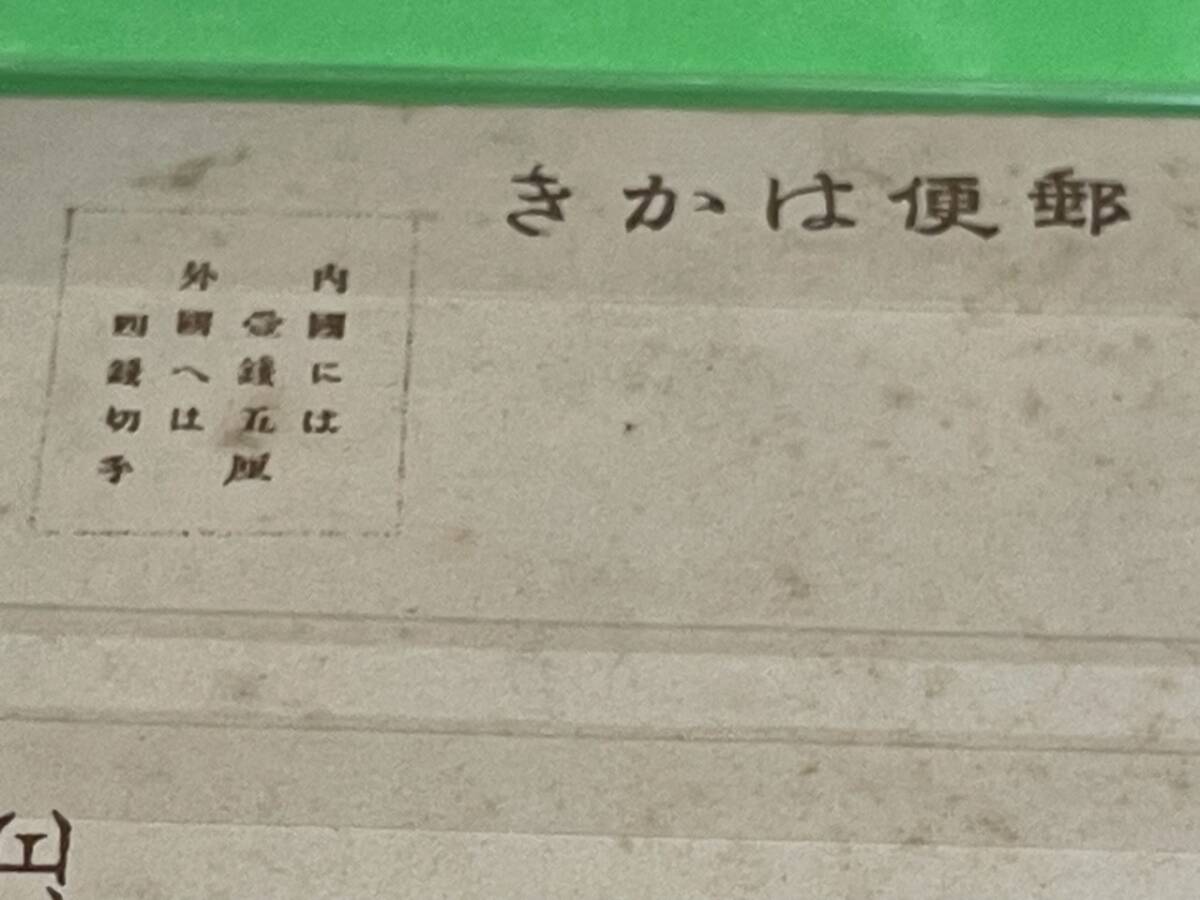 きかは便郵
内國には
壹錢五厘
外國へは
四錢切手